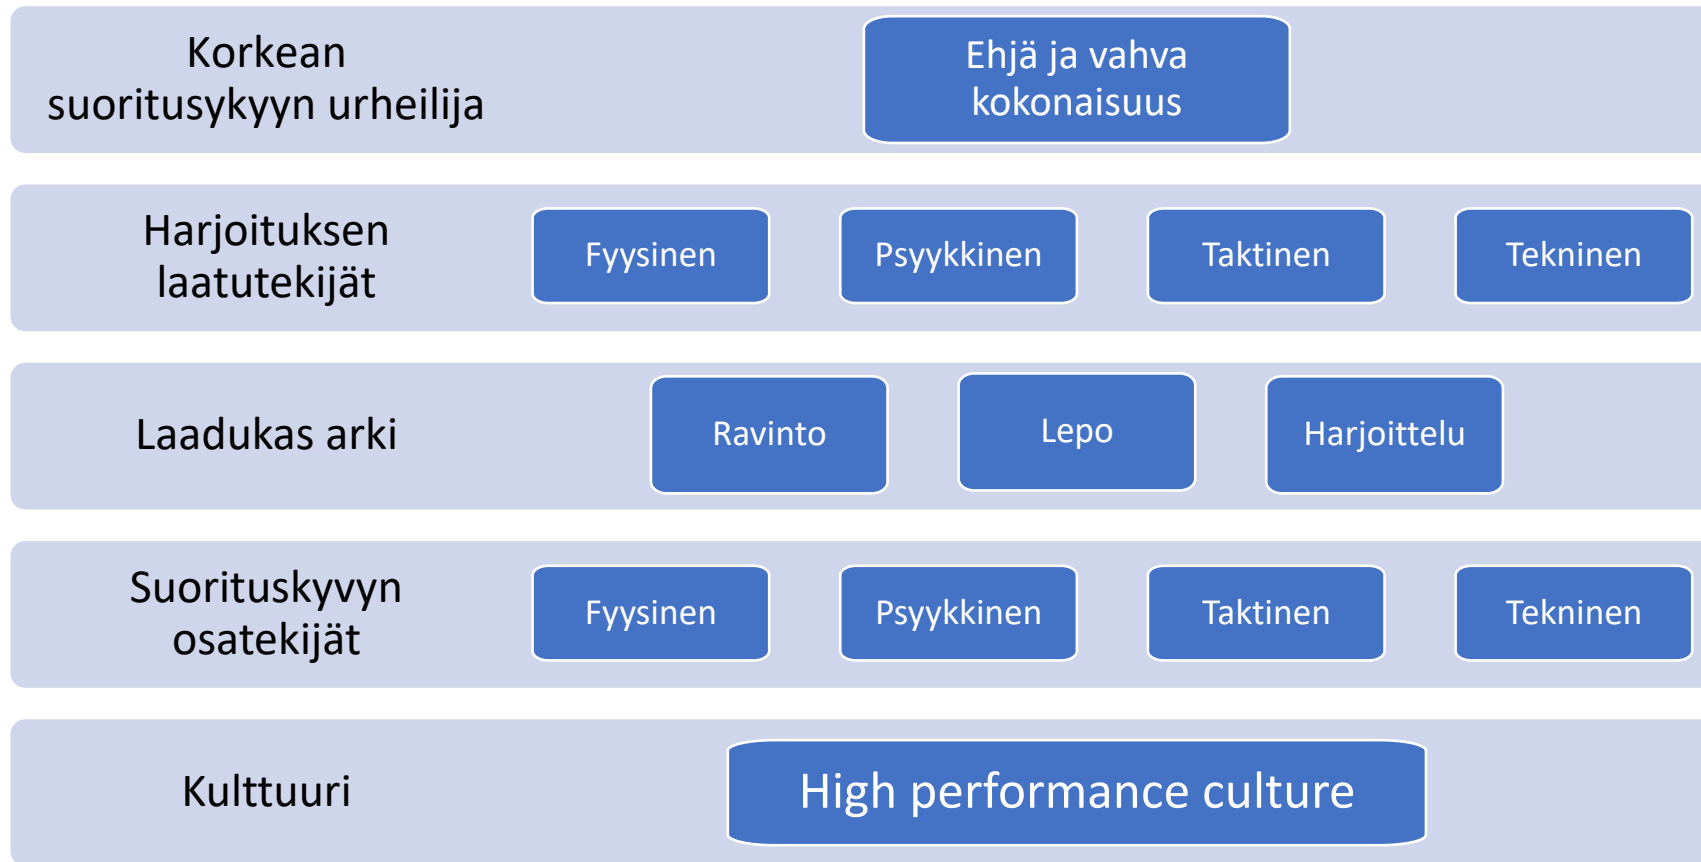 Korkean
suoritusykyyn urheilija
Ehjä ja vahva
kokonaisuus
Harjoituksen
laatutekijät
Fyysinen
Psyykkinen
Taktinen
Tekninen
Laadukas arki
Ravinto
Lepo
Harjoittelu
Suorituskyvyn
osatekijät
Fyysinen
Psyykkinen
Taktinen
Tekninen
Kulttuuri
High performance culture